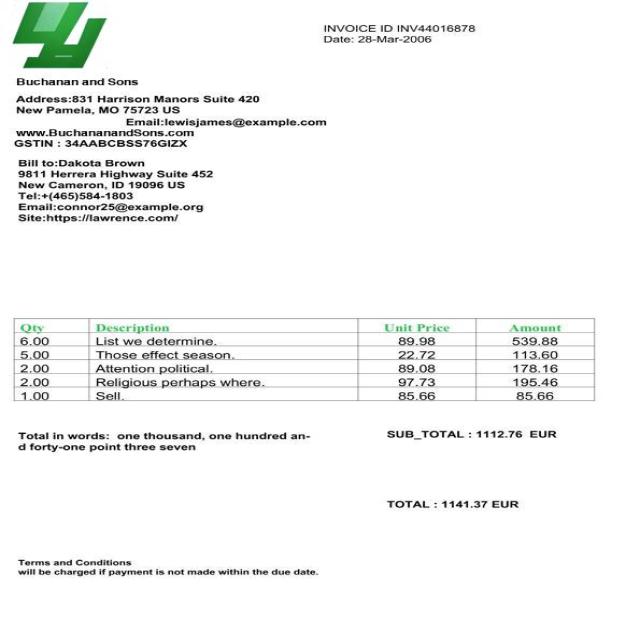 INVOICE ID INV44016878
Date: 28-Mar-2006
Buchanan and Sons
Address:831 Harrison Manors Suite 420
New Pamela, MO 75723 US
Email:lewisjames@example.com
www.BuchananandSons.com
GSTIN : 34AABCBSS76GIZX
Bill to:Dakota Brown
9811 Herrera Highway Suite 452
New Cameron, ID 19096 US
Tel:+(465)584-1803
Email:connor25@example.org
Site:https://lawrence.com/
Qty Description Unit Price Amount
6.00 List we determine. 89.98 539.88
5.00 Those effect season. 22.72 113.60
2.00 Attention political. 89.08 178.16
2.00 Religious perhaps where. 97.73 195.46
1.00 Sell. 85.66 85.66
Total in words: one thousand, one hundred an-
d forty-one point three seven
SUB_TOTAL : 1112.76 EUR
TOTAL : 1141.37 EUR
Terms and Conditions
will be charged if payment is not made within the due date.